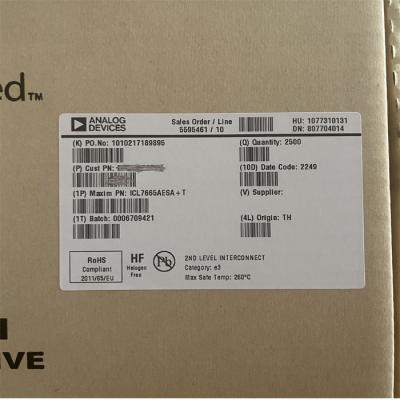 ed™
ANALOG
DEVICES
Sales Order / Line
5595461 / 10
HU: 1077310131
DN: 807704014
(K) PO.No: 1010217189895
(Q) Quantity: 2500
(P) Cust PN:
(10D) Date Code: 2249
(1P) Maxim PN: ICL7665AESA+T
(V) Supplier:
(1T) Batch: 0006709421
(4L) Origin: TH
RoHS
Compliant
2011/65/EU
HF
Halogen
Free
Pb
2ND LEVEL INTERCONNECT
Category: e3
Max Safe Temp: 260°C
IVE